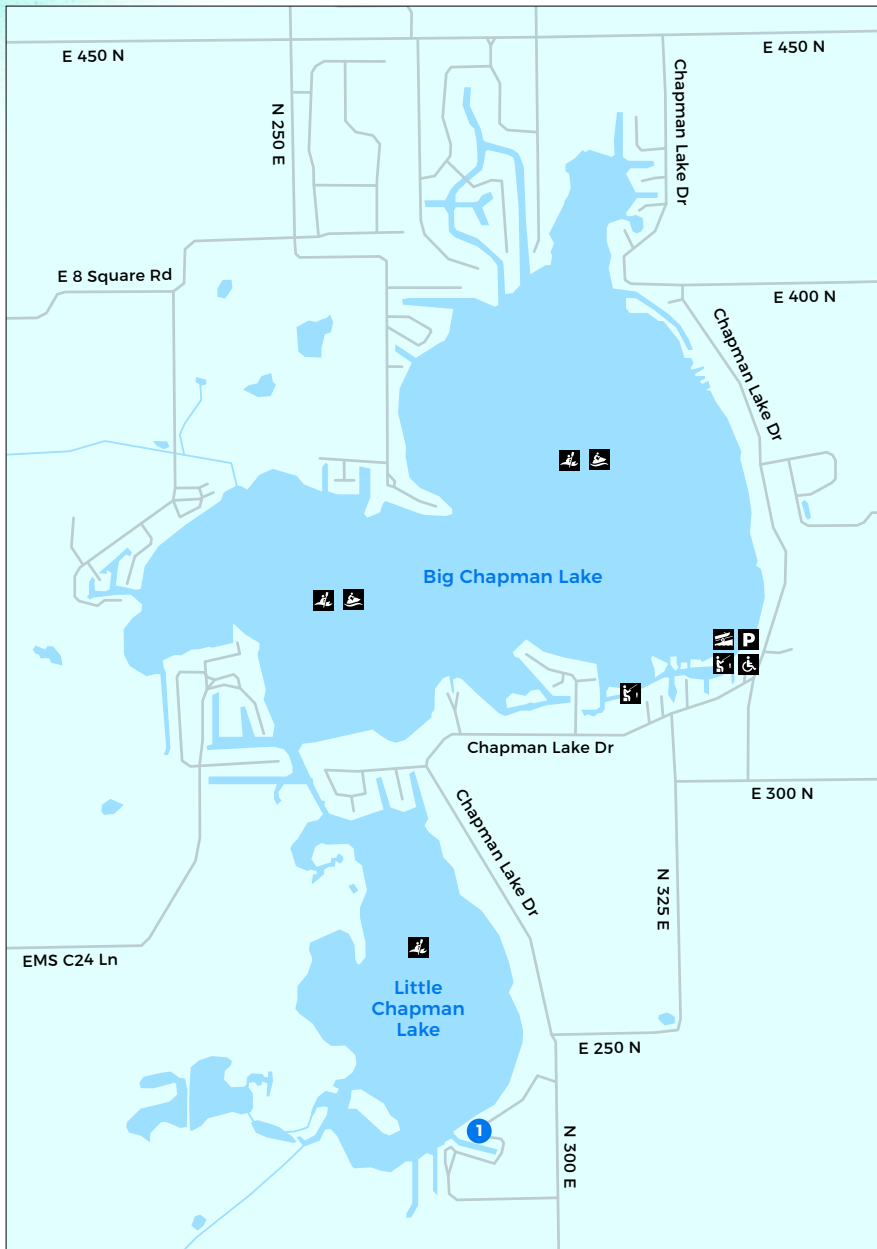 E 450 N
E 450 N
N 250 E
Chapman Lake Dr
E 8 Square Rd
E 400 N
Chapman Lake Dr
Big Chapman Lake
P
Chapman Lake Dr
E 300 N
Chapman Lake Dr
N 325 E
EMS C24 Ln
Little
Chapman
Lake
E 250 N
1
N 300 E